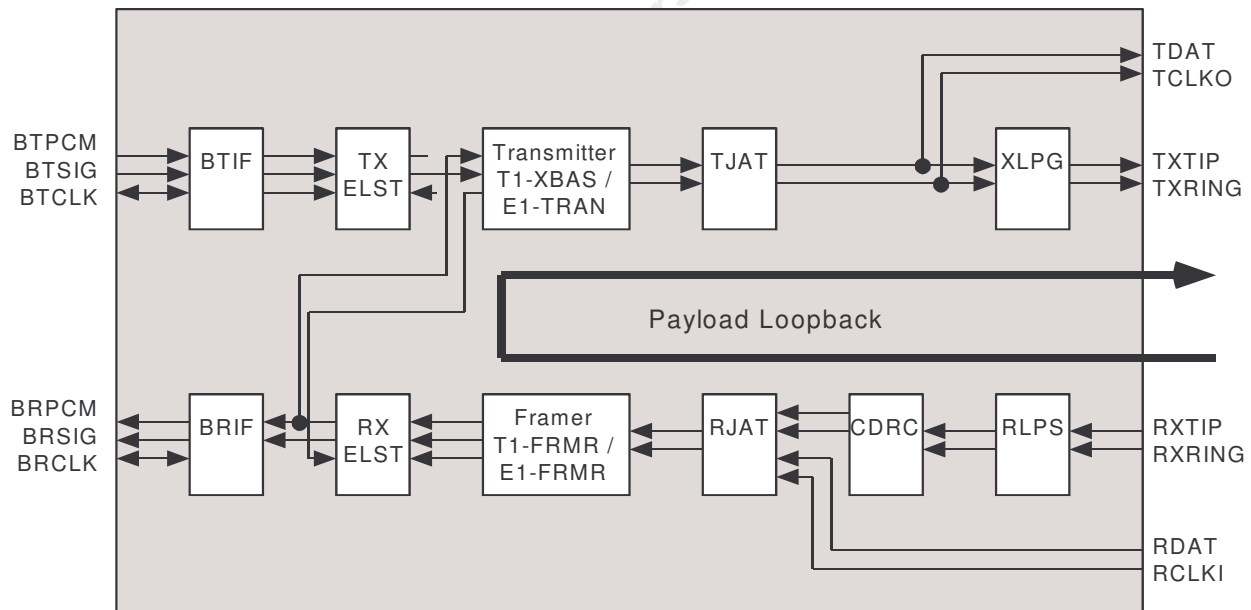 TDAT
TCLKO
BTPCM
BTSIG
BTCLK
BTIF
TX
ELST
Transmitter
T1-XBAS /
E1-TRAN
TJAT
XLPG
TXTIP
TXRING
Payload Loopback
BRPCM
BRSIG
BRCLK
BRIF
RX
ELST
Framer
T1-FRMR /
E1-FRMR
RJAT
CDRC
RLPS
RXTIP
RXRING
RDAT
RCLKI